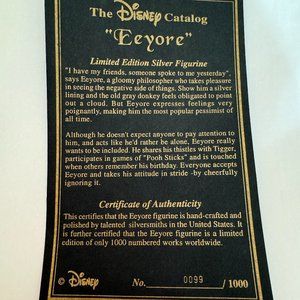 The Disney Catalog
"Eeyore"
Limited Edition Silver Figurine
"I have my friends, someone spoke to me yesterday",
says Eeyore, a gloomy philosopher who takes pleasure
in seeing the negative side of things. Show him a silver
lining and the old gray donkey feels obligated to point
out a cloud. But Eeyore expresses feelings very
poignantly, making him the most popular pessimist of
all time.
Although he doesn't expect anyone to pay attention to
him, and acts like he'd rather be alone, Eeyore really
wants to be included. He shares his thistles with Tigger,
participates in games of "Pooh Sticks" and is touched
when others remember his birthday. Everyone accepts
Eeyore and takes his attitude in stride -by cheerfully
ignoring it.
Certificate of Authenticity
This certifies that the Eeyore figurine is hand-crafted and
polished by talented silversmiths in the United States. It
is further certified that the Eeyore figurine is a limited
edition of only 1000 numbered works worldwide.
© Disney No. 0099 / 1000